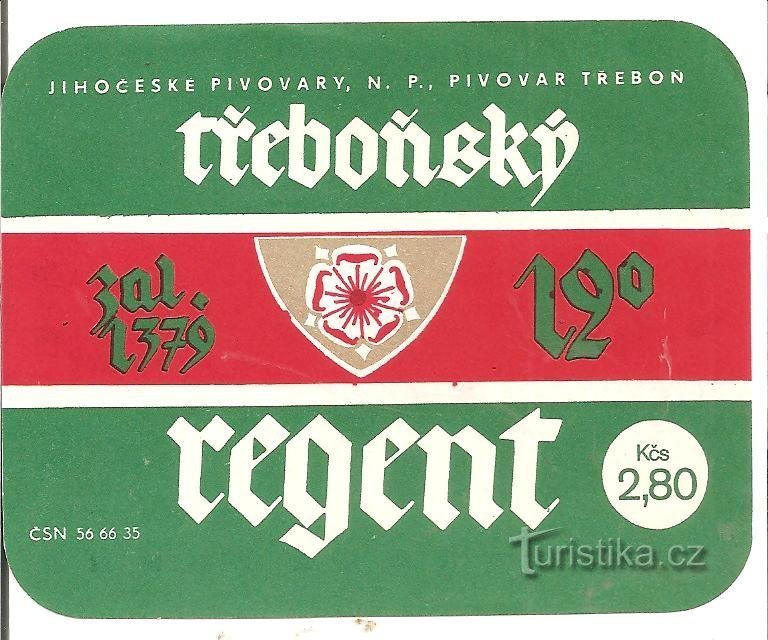 JIHOČESKÉ PIVOVARY, N. P., PIVOVAR TŘEBOŇ
třeboňský
zal.
1379
12°
regent
Kčs
2,80
ČSN 56 66 35
Turistika.cz